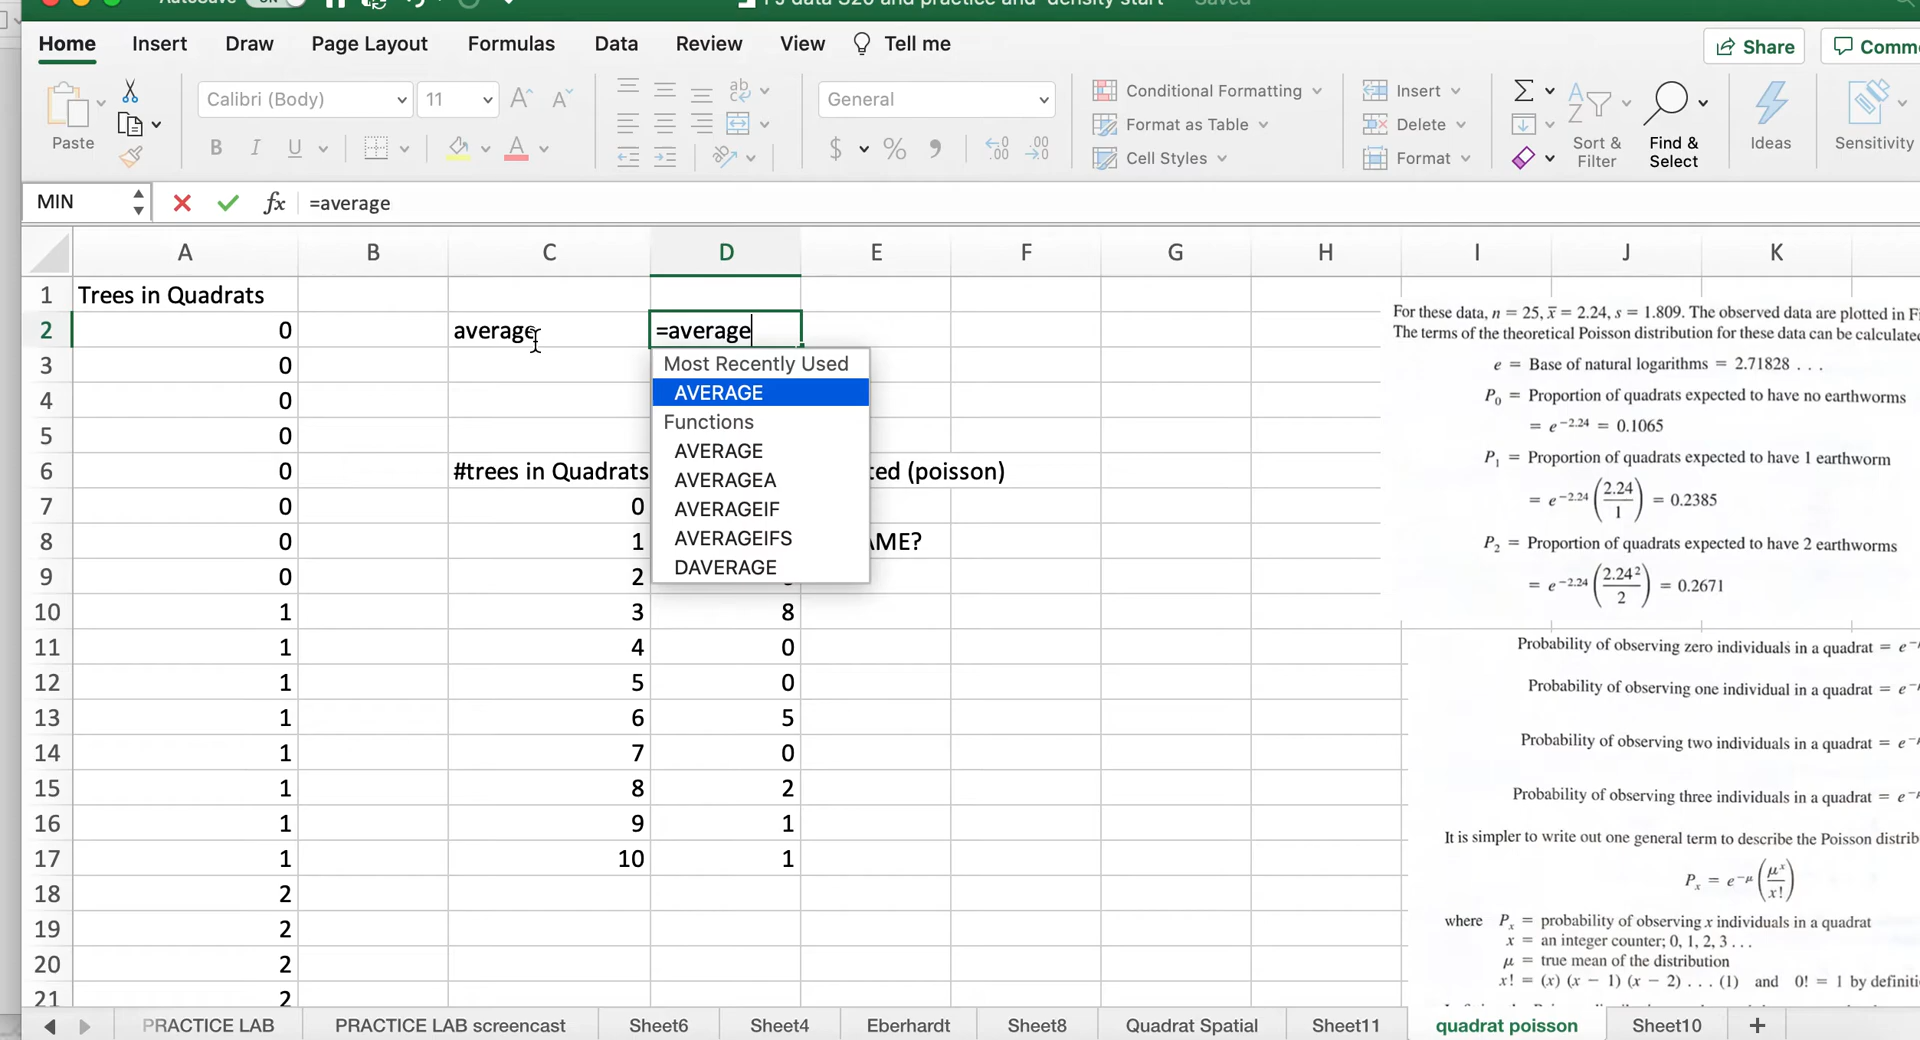 Home Insert Draw Page Layout Formulas Data Review View Tell me Share
Calibri (Body) 11 General Conditional Formatting Insert
Format as Table Delete
Paste B I U A $ % Cell Styles Format Sort & Filter Find & Select Ideas Sensitivity
MIN fx =average
A B C D E F G H I J K
1 Trees in Quadrats
2 0 average =average
3 0
4 0
5 0
6 0 #trees in Quadrats (poisson)
7 0 0
8 0 1
9 0 2
10 1 3 8
11 1 4 0
12 1 5 0
13 1 6 5
14 1 7 0
15 1 8 2
16 1 9 1
17 1 10 1
18 2
19 2
20 2
21 2
Most Recently Used
AVERAGE
Functions
AVERAGE
AVERAGEA
AVERAGEIF
AVERAGEIFS
DAVERAGE
For these data, n = 25, x̄ = 2.24, s = 1.809. The observed data are plotted in
The terms of the theoretical Poisson distribution for these data can be calculated
e = Base of natural logarithms = 2.71828 . . .
P₀ = Proportion of quadrats expected to have no earthworms
= e⁻²·²⁴ = 0.1065
P₁ = Proportion of quadrats expected to have 1 earthworm
= e⁻²·²⁴ (2.24/1) = 0.2385
P₂ = Proportion of quadrats expected to have 2 earthworms
= e⁻²·²⁴ (2.24²/2) = 0.2671
Probability of observing zero individuals in a quadrat = e⁻
Probability of observing one individual in a quadrat = e⁻
Probability of observing two individuals in a quadrat = e⁻
Probability of observing three individuals in a quadrat = e⁻
It is simpler to write out one general term to describe the Poisson
Pₓ = e^−μ (μˣ/x!)
where Pₓ = probability of observing x individuals in a quadrat
x = an integer counter; 0, 1, 2, 3 . . .
μ = true mean of the distribution
x! = (x) (x − 1) (x − 2) . . . (1) and 0! = 1 by
PRACTICE LAB PRACTICE LAB screencast Sheet6 Sheet4 Eberhardt Sheet8 Quadrat Spatial Sheet11 quadrat poisson Sheet10 +